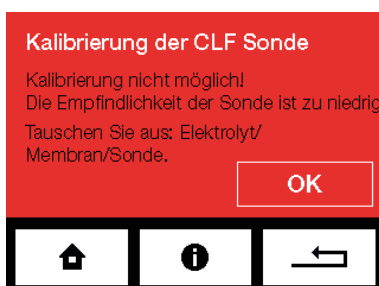 Kalibrierung der CLF Sonde
Kalibrierung nicht möglich!
Die Empfindlichkeit der Sonde ist zu niedrig
Tauschen Sie aus: Elektrolyt/
Membran/Sonde.
OK